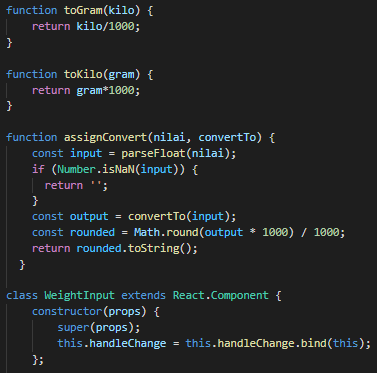 function toGram(kilo) {
    return kilo/1000;
}

function toKilo(gram) {
    return gram*1000;
}

function assignConvert(nilai, convertTo) {
    const input = parseFloat(nilai);
    if (Number.isNaN(input)) {
      return '';
    }
    const output = convertTo(input);
    const rounded = Math.round(output * 1000) / 1000;
    return rounded.toString();
  }

class WeightInput extends React.Component {
    constructor(props) {
        super(props);
        this.handleChange = this.handleChange.bind(this);
    };